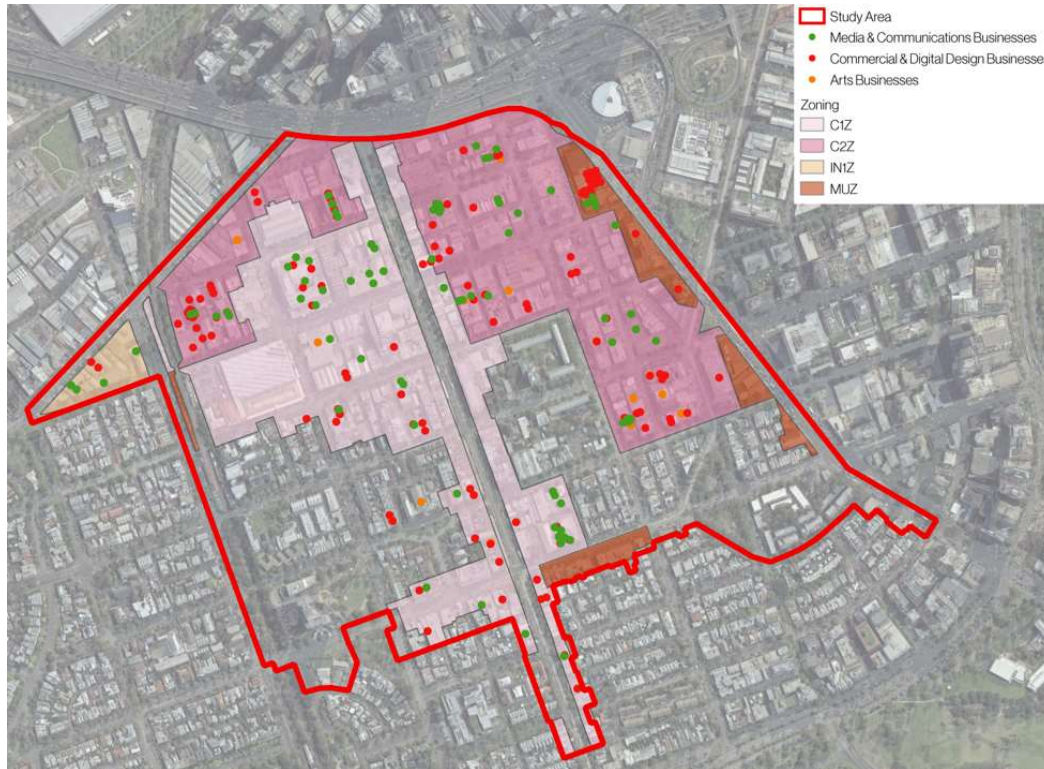 Study Area
Media & Communications Businesses
Commercial & Digital Design Businesse
Arts Businesses
Zoning
C1Z
C2Z
IN1Z
MUZ